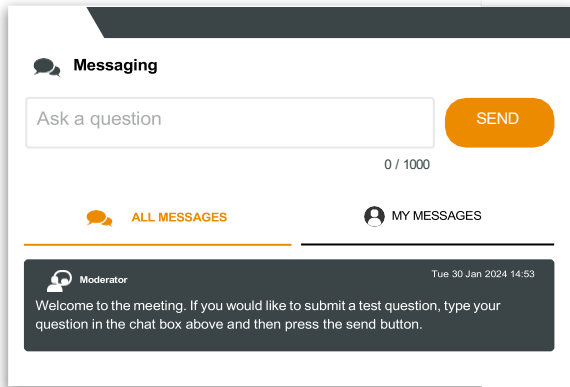 Messaging
Ask a question
SEND
0 / 1000
ALL MESSAGES
MY MESSAGES
Moderator
Tue 30 Jan 2024 14:53
Welcome to the meeting. If you would like to submit a test question, type your
question in the chat box above and then press the send button.